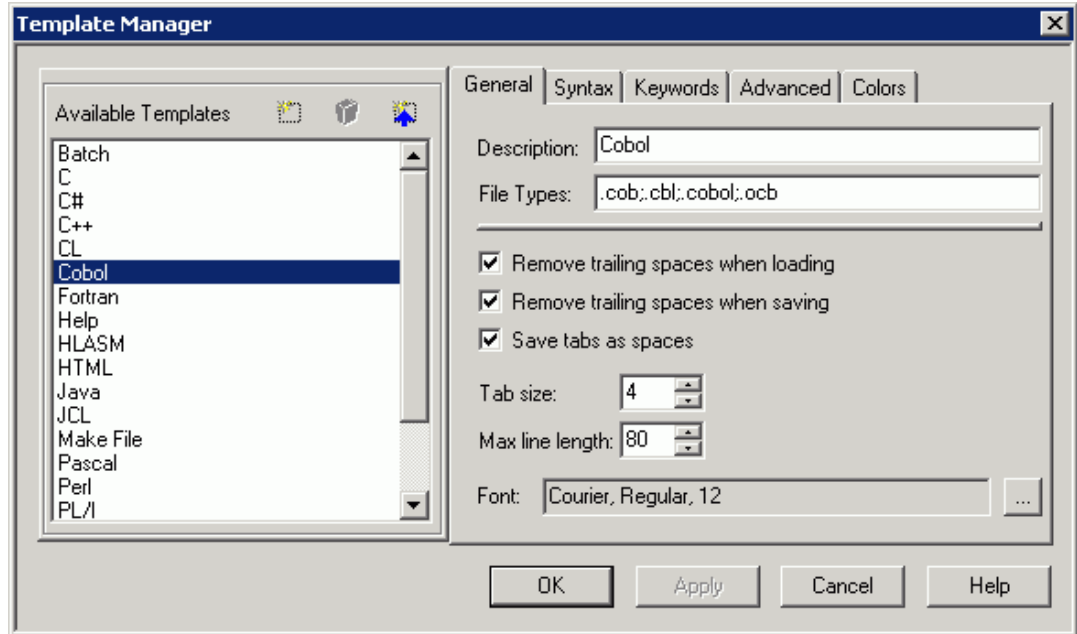 Template Manager
Available Templates
Batch
C
C#
C++
CL
Cobol
Fortran
Help
HLASM
HTML
Java
JCL
Make File
Pascal
Perl
PL/I
General Syntax Keywords Advanced Colors
Description: Cobol
File Types: .cob;.cbl;.cobol;.ocb
Remove trailing spaces when loading
Remove trailing spaces when saving
Save tabs as spaces
Tab size: 4
Max line length: 80
Font: Courier, Regular, 12 ...
OK Apply Cancel Help